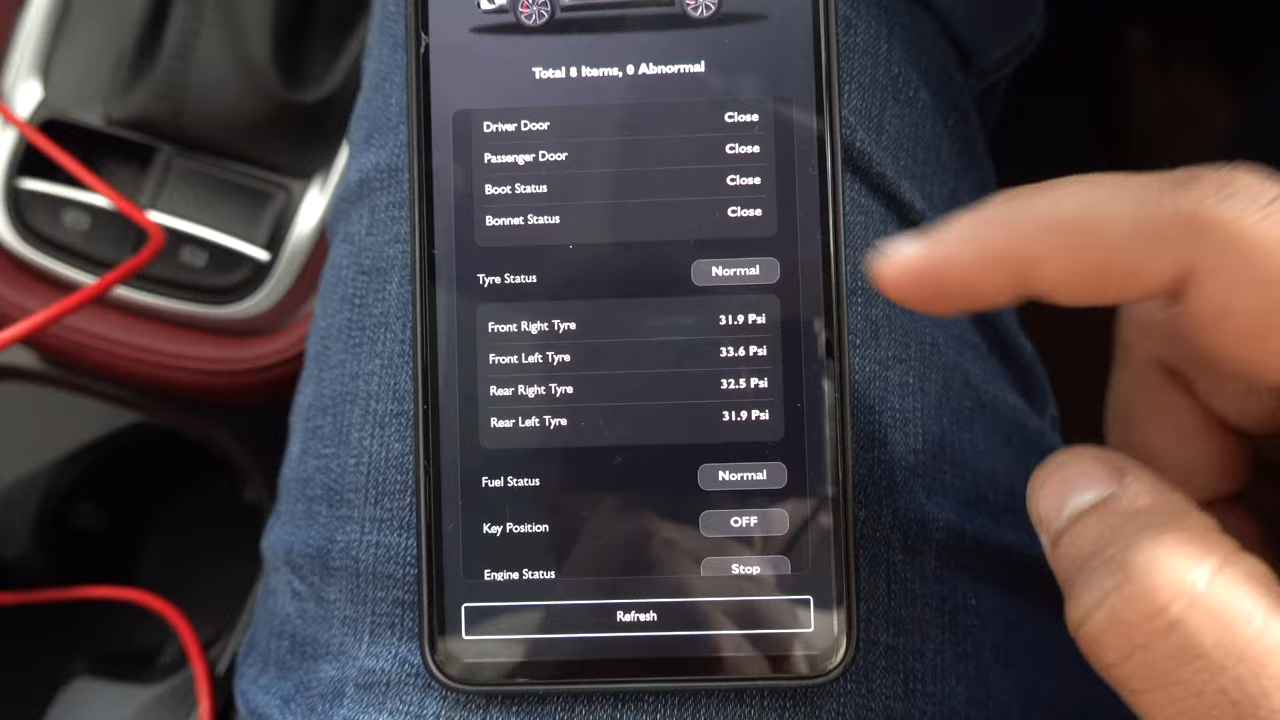 Total 8 Items, 0 Abnormal
Driver Door Close
Passenger Door Close
Boot Status Close
Bonnet Status Close
Tyre Status Normal
Front Right Tyre 31.9 Psi
Front Left Tyre 33.6 Psi
Rear Right Tyre 32.5 Psi
Rear Left Tyre 31.9 Psi
Fuel Status Normal
Key Position OFF
Engine Status Stop
Refresh